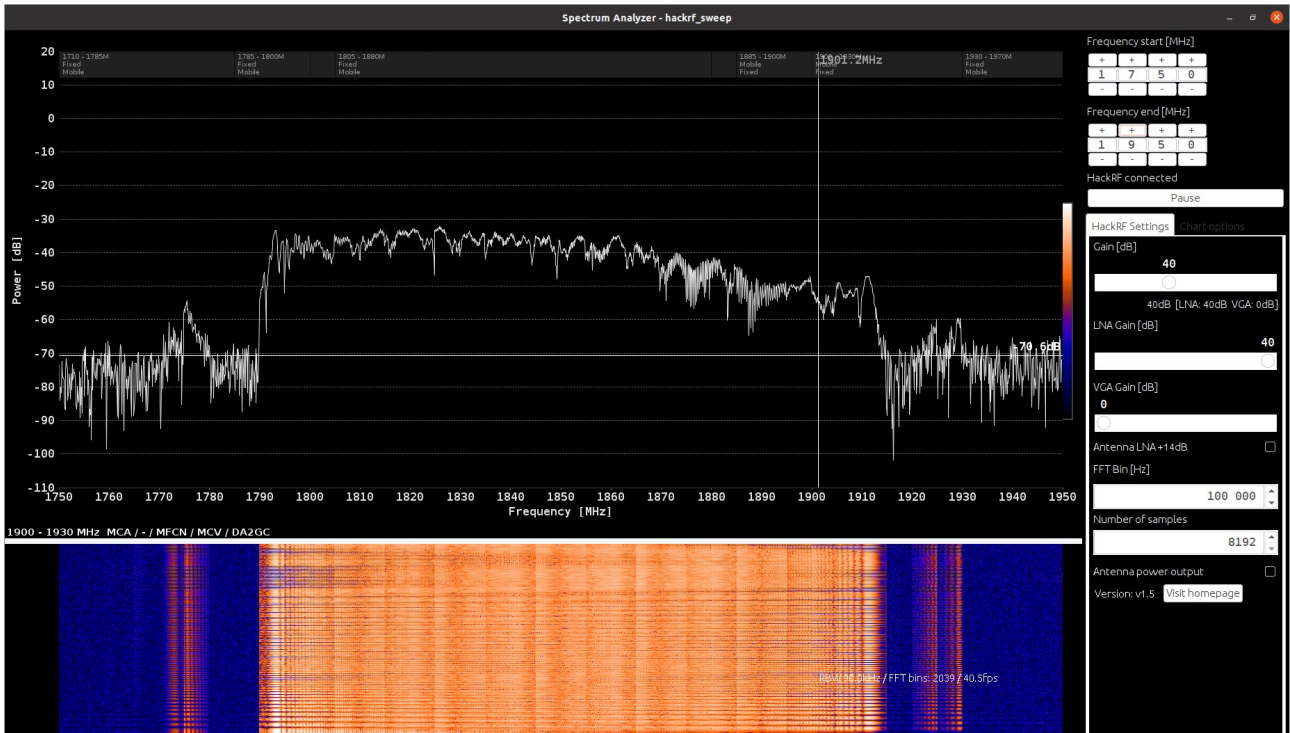 Spectrum Analyzer - hackrf_sweep
20
10
0
-10
-20
-30
-40
-50
-60
-70
-80
-90
-100
-110
Power [dB]
1710 - 1785M
Fixed
Mobile
1785 - 1800M
Fixed
Mobile
1805 - 1880M
Fixed
Mobile
1885 - 1900M
Mobile
Fixed
1901.2MHz
Fixed
1930 - 1970M
Fixed
Mobile
-70.6dB
1750 1760 1770 1780 1790 1800 1810 1820 1830 1840 1850 1860 1870 1880 1890 1900 1910 1920 1930 1940 1950
Frequency [MHz]
1900 - 1930 MHz MCA / - / MFCN / MCV / DA2GC
RBW 98.0kHz / FFT bins: 2039 / 40.5fps
Frequency start [MHz]
+ + + +
1 7 5 0
- - - -
Frequency end [MHz]
+ + + +
1 9 5 0
- - - -
HackRF connected
Pause
HackRF Settings Chart options
Gain [dB]
40
40dB [LNA: 40dB VGA: 0dB]
LNA Gain [dB]
40
VGA Gain [dB]
0
Antenna LNA +14dB
FFT Bin [Hz]
100 000
Number of samples
8192
Antenna power output
Version: v1.5 Visit homepage